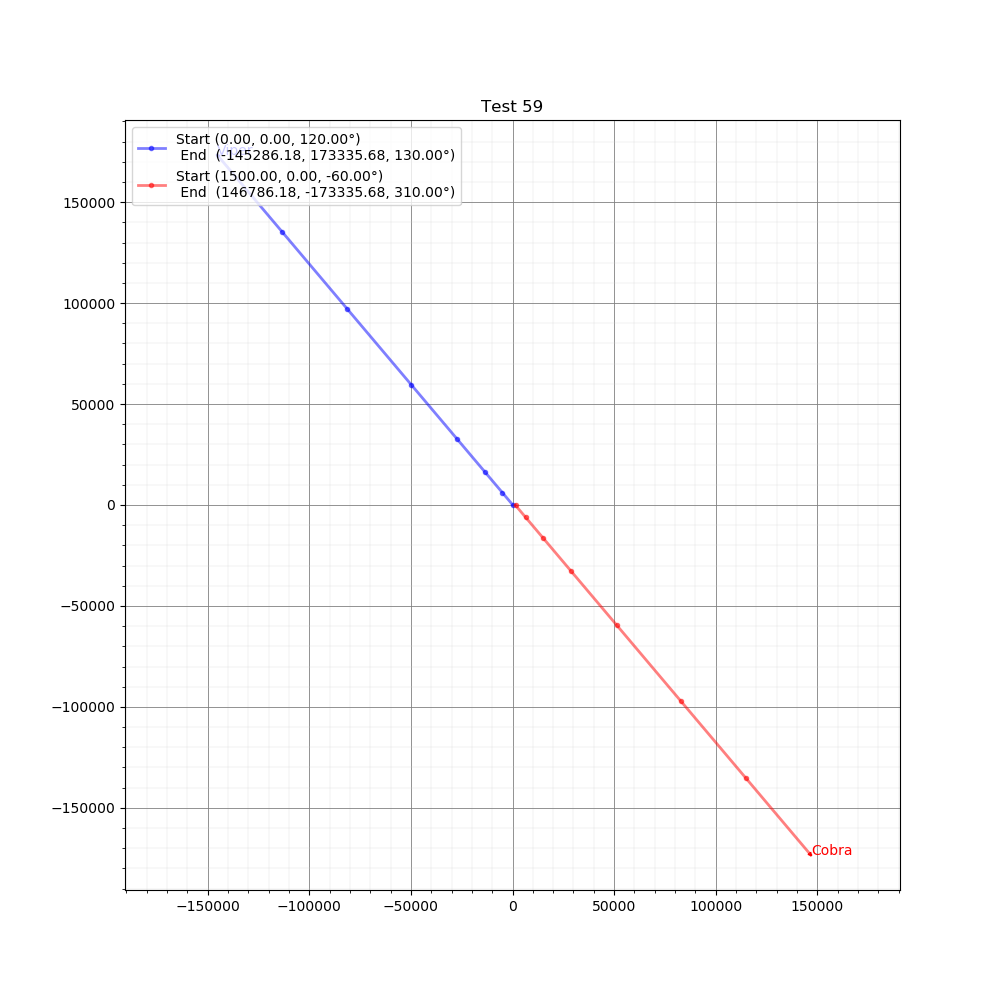 Test 59
Start (0.00, 0.00, 120.00°)
End (-145286.18, 173335.68, 130.00°)
Start (1500.00, 0.00, -60.00°)
End (146786.18, -173335.68, 310.00°)
150000
100000
50000
0
−50000
−100000
−150000
Cobra
−150000 −100000 −50000 0 50000 100000 150000